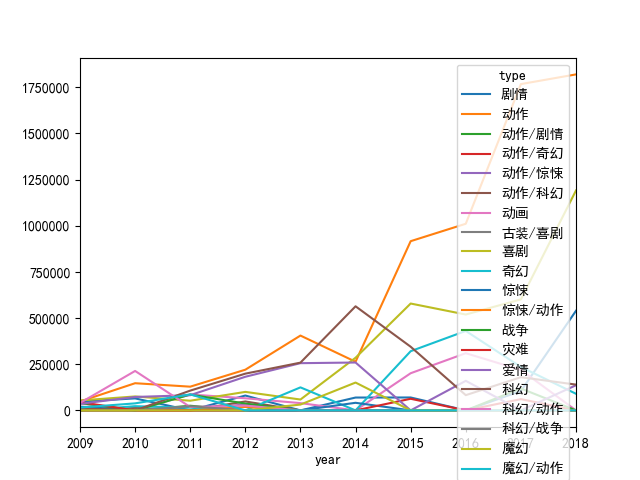 1750000
1500000
1250000
1000000
750000
500000
250000
0
2009 2010 2011 2012 2013 2014 2015 2016 2017 2018
year
type
剧情
动作
动作/剧情
动作/奇幻
动作/惊悚
动作/科幻
动画
古装/喜剧
喜剧
奇幻
惊悚
惊悚/动作
战争
灾难
爱情
科幻
科幻/动作
科幻/战争
魔幻
魔幻/动作